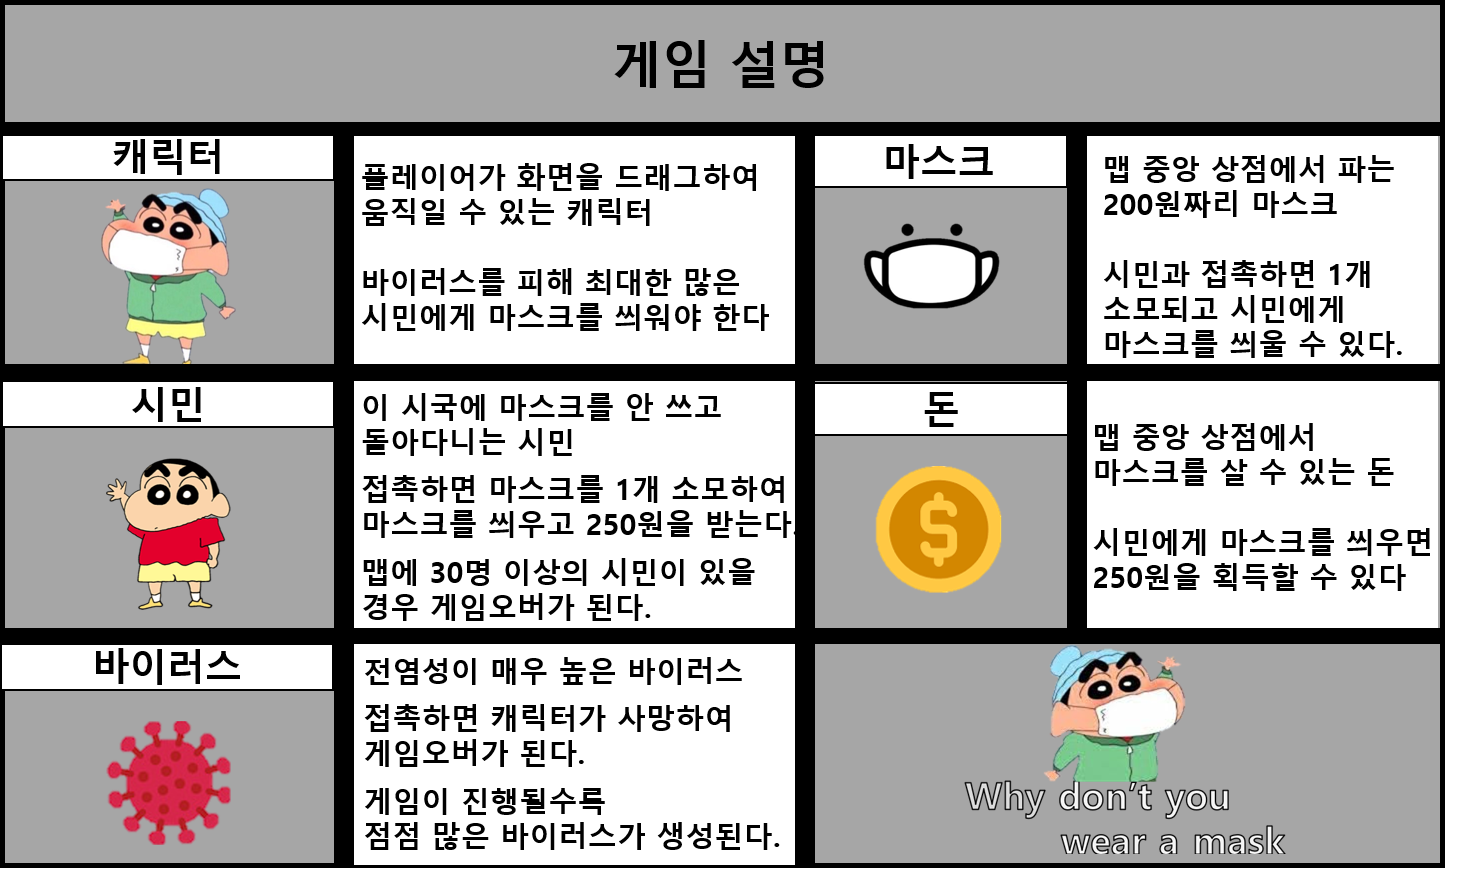 게임 설명
캐릭터
플레이어가 화면을 드래그하여
움직일 수 있는 캐릭터
바이러스를 피해 최대한 많은
시민에게 마스크를 씌워야 한다
마스크
맵 중앙 상점에서 파는
200원짜리 마스크
시민과 접촉하면 1개
소모되고 시민에게
마스크를 씌울 수 있다.
시민
이 시국에 마스크를 안 쓰고
돌아다니는 시민
접촉하면 마스크를 1개 소모하여
마스크를 씌우고 250원을 받는다.
맵에 30명 이상의 시민이 있을
경우 게임오버가 된다.
돈
맵 중앙 상점에서
마스크를 살 수 있는 돈
시민에게 마스크를 씌우면
250원을 획득할 수 있다
바이러스
전염성이 매우 높은 바이러스
접촉하면 캐릭터가 사망하여
게임오버가 된다.
게임이 진행될수록
점점 많은 바이러스가 생성된다.
$
Why don't you
wear a mask